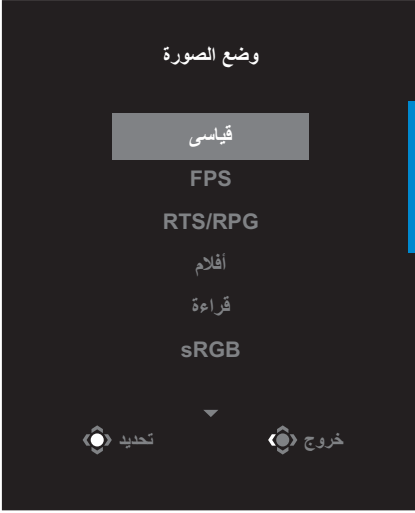 وضع الصورة
قياسى
FPS
RTS/RPG
أفلام
قراءة
sRGB
خروج تحديد